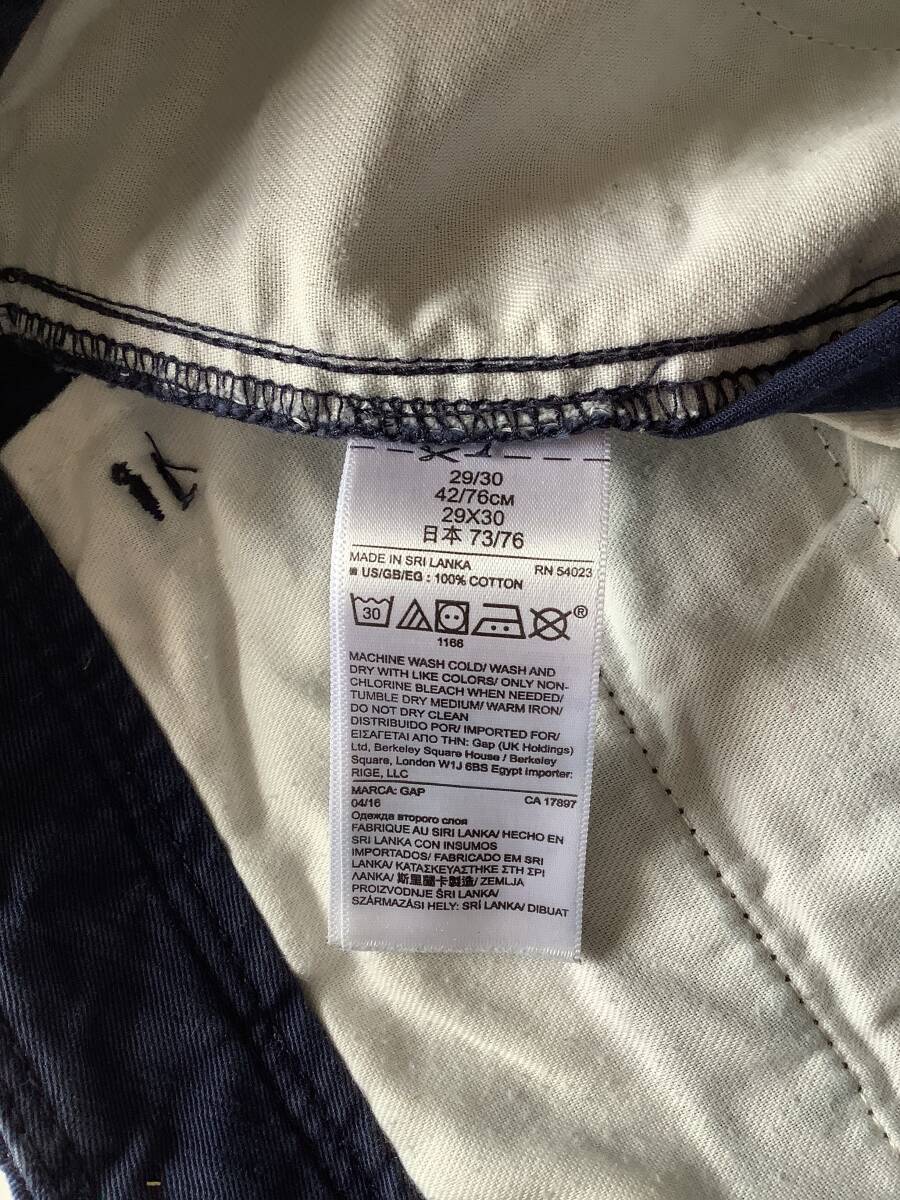 29/30
42/76CM
29X30
日本 73/76
MADE IN SRI LANKA RN 54023
US/GB/EG : 100% COTTON
30 ®
1166
MACHINE WASH COLD/ WASH AND
DRY WITH LIKE COLORS/ ONLY NON-
CHLORINE BLEACH WHEN NEEDED/
TUMBLE DRY MEDIUM/ WARM IRON/
DO NOT DRY CLEAN
DISTRIBUIDO POR/ IMPORTED FOR/
ΕΙΣΑΓΕΤΑΙ ΑΠΟ ΤΗΝ: Gap (UK Holdings)
Ltd, Berkeley Square House / Berkeley
Square, London W1J 6BS Egypt Importer:
RIGE, LLC
MARCA: GAP CA 17897
04/16
Одежда второго слоя
FABRIQUE AU SIRI LANKA/ HECHO EN
SRI LANKA CON INSUMOS
IMPORTADOS/ FABRICADO EM SRI
LANKA/ ΚΑΤΑΣΚΕΥΑΣΤΗΚΕ ΣΤΗ ΣΡΙ
ΛΑΝΚΑ/ 斯里蘭卡製造/ ZEMLJA
PROIZVODNJE ŠRI LANKA/
SZÁRMAZÁSI HELY: SRÍ LANKA/ DIBUAT